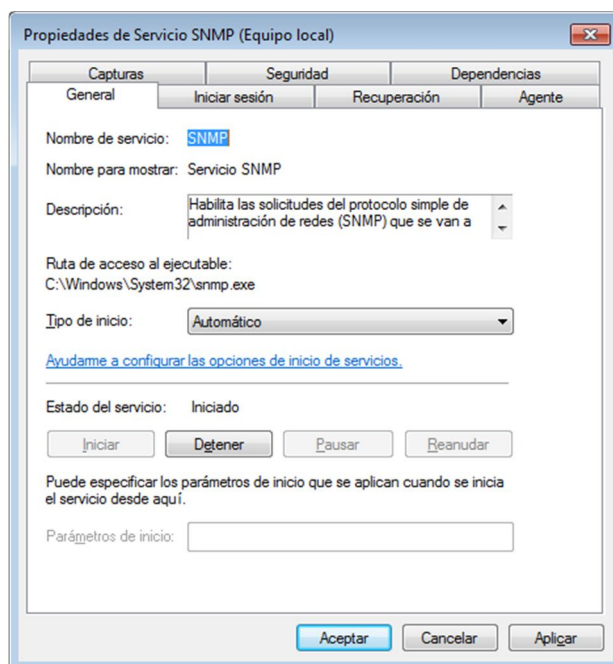 Propiedades de Servicio SNMP (Equipo local)
Capturas Seguridad Dependencias
General Iniciar sesión Recuperación Agente
Nombre de servicio: SNMP
Nombre para mostrar: Servicio SNMP
Descripción: Habilita las solicitudes del protocolo simple de
administración de redes (SNMP) que se van a
Ruta de acceso al ejecutable:
C:\Windows\System32\snmp.exe
Tipo de inicio: Automático
Ayudarme a configurar las opciones de inicio de servicios.
Estado del servicio: Iniciado
Iniciar Detener Pausar Reanudar
Puede especificar los parámetros de inicio que se aplican cuando se inicia
el servicio desde aquí.
Parámetros de inicio:
Aceptar Cancelar Aplicar